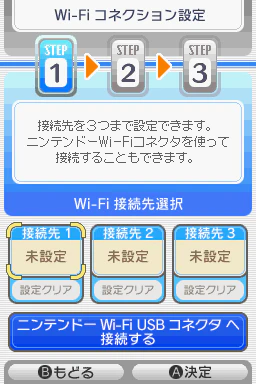 Wi-Fi コネクション設定
STEP 1
STEP 2
STEP 3
接続先を3つまで設定できます。
ニンテンドーWi-Fiコネクタを使って
接続することもできます。
Wi-Fi 接続先選択
接続先 1
接続先 2
接続先 3
未設定
未設定
未設定
設定クリア
設定クリア
設定クリア
ニンテンドー Wi-Fi USB コネクタ へ
接続する
Bもどる
A決定